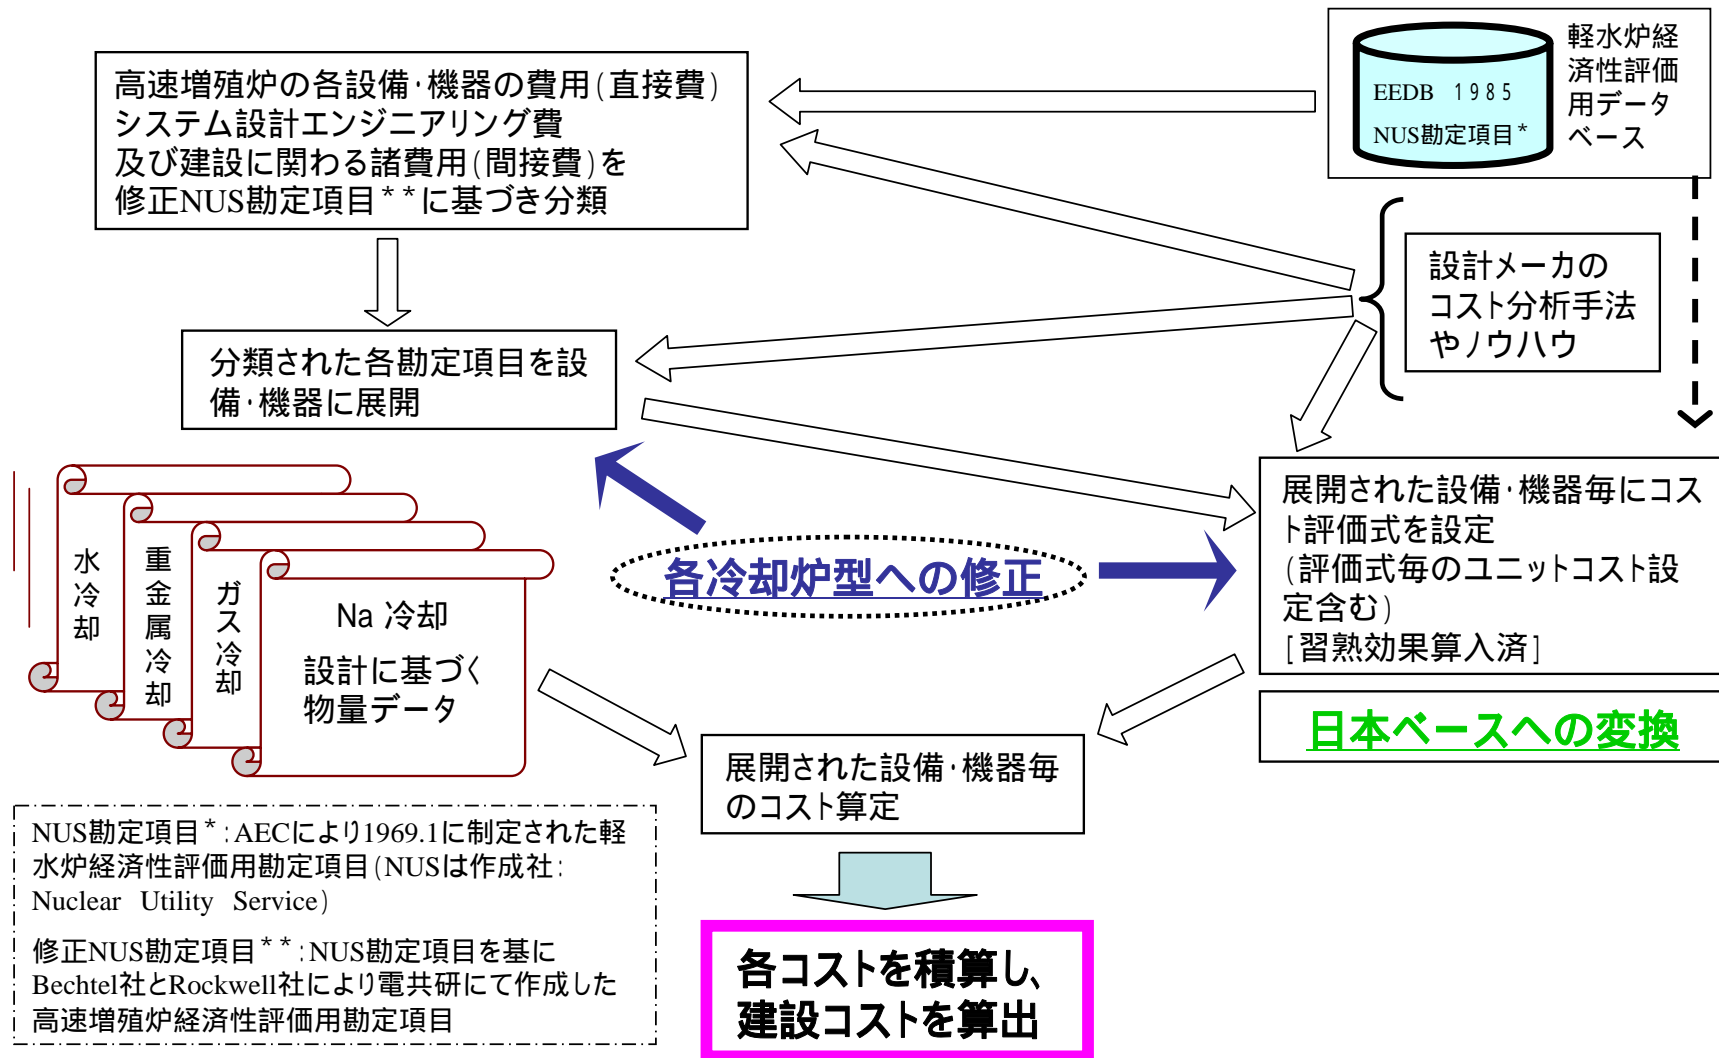 高速増殖炉の各設備･機器の費用(直接費)
システム設計エンジニアリング費
及び建設に関わる諸費用(間接費)を
修正NUS勘定項目**に基づき分類
EEDB 1985
NUS勘定項目*
軽水炉経
済性評価
用データ
ベース
設計メーカの
コスト分析手法
やノウハウ
分類された各勘定項目を設
備･機器に展開
展開された設備･機器毎にコス
ト評価式を設定
(評価式毎のユニットコスト設
定含む)
[習熟効果算入済]
日本ベースへの変換
各冷却炉型への修正
水冷却
重金属冷却
ガス冷却
Na 冷却
設計に基づく
物量データ
展開された設備･機器毎
のコスト算定
各コストを積算し、
建設コストを算出
NUS勘定項目*:AECにより1969.1に制定された軽
水炉経済性評価用勘定項目(NUSは作成社:
Nuclear Utility Service)
修正NUS勘定項目**:NUS勘定項目を基に
Bechtel社とRockwell社により電共研にて作成した
高速増殖炉経済性評価用勘定項目